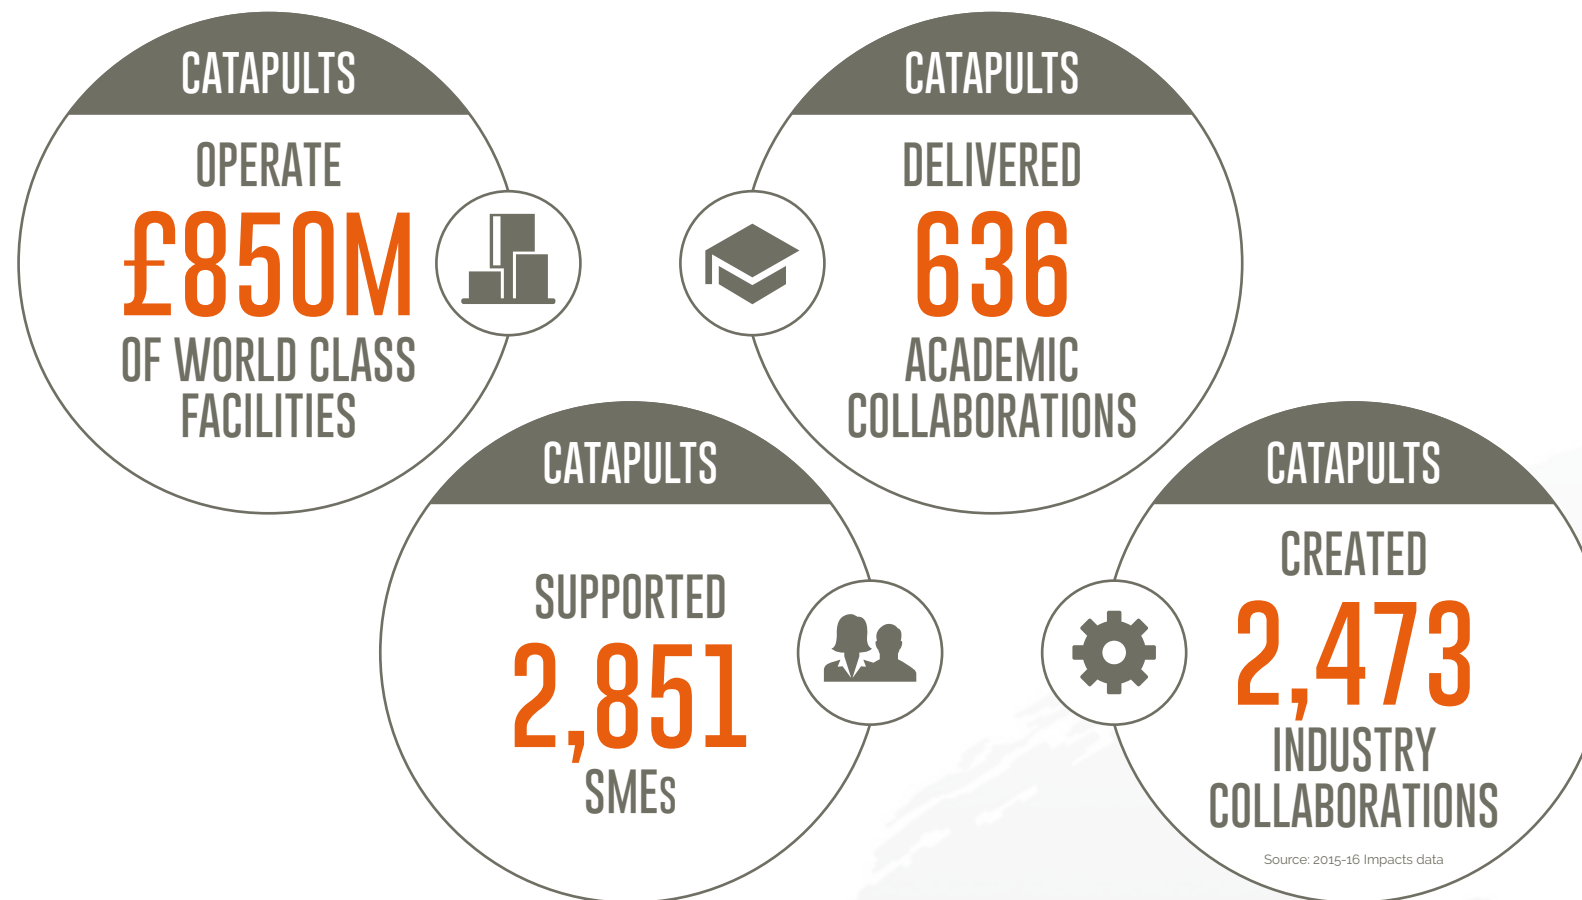 CATAPULTS
OPERATE
£850M
OF WORLD CLASS
FACILITIES
CATAPULTS
DELIVERED
636
ACADEMIC
COLLABORATIONS
CATAPULTS
SUPPORTED
2,851
SMEs
CATAPULTS
CREATED
2,473
INDUSTRY
COLLABORATIONS
Source: 2015-16 Impacts data